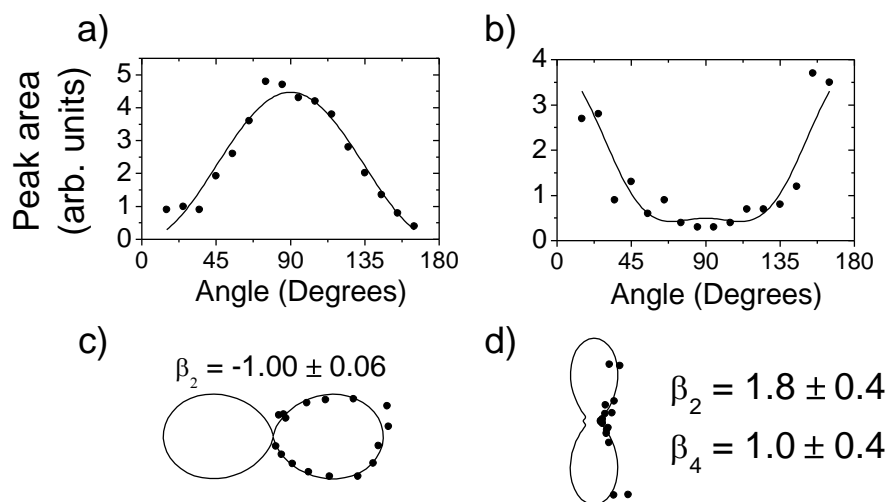 a)
b)
Peak area
(arb. units)
5
4
3
2
1
0
0 45 90 135 180
Angle (Degrees)
4
3
2
1
0
0 45 90 135 180
Angle (Degrees)
c)
β₂ = -1.00 ± 0.06
d)
β₂ = 1.8 ± 0.4
β₄ = 1.0 ± 0.4